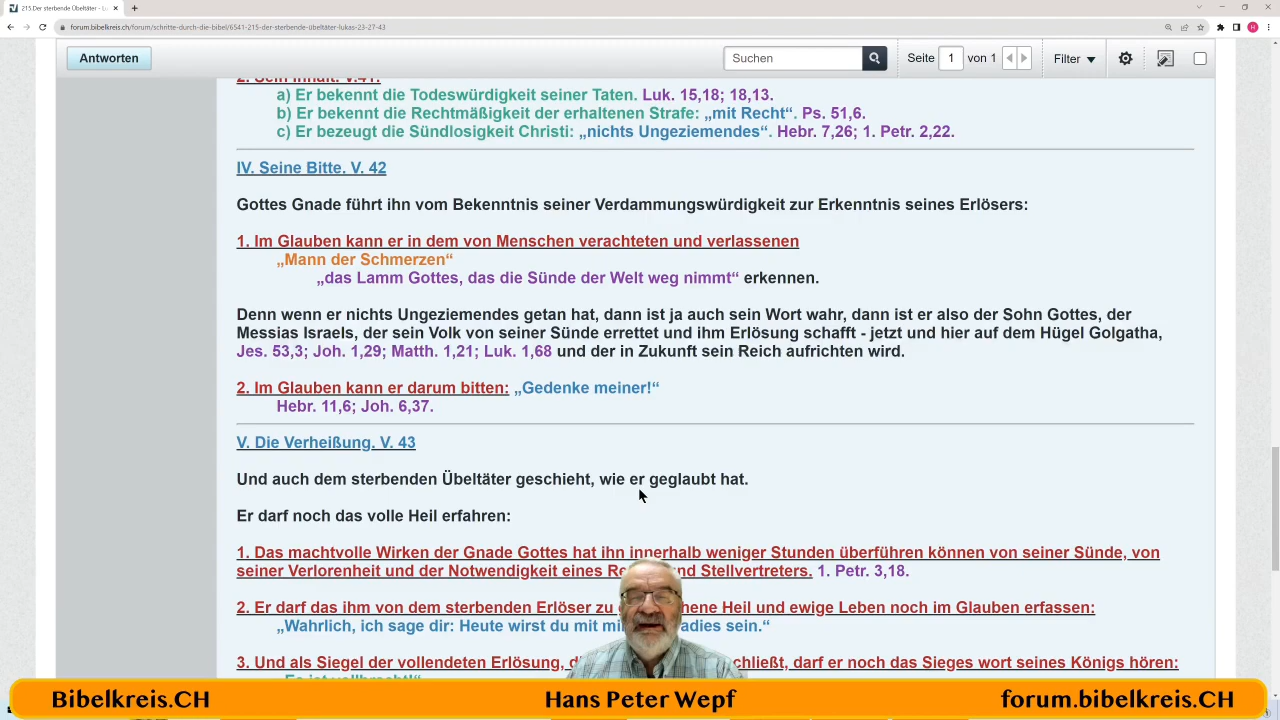 215.Der sterbende Übeltäter - Luk
forum.bibelkreis.ch/forum/schritte-durch-die-bibel/6541-215-der-sterbende-übeltäter-lukas-23-27-43
Antworten
Suchen
Seite 1 von 1
Filter
2. Sein Inhalt. V.41:
a) Er bekennt die Todeswürdigkeit seiner Taten. Luk. 15,18; 18,13.
b) Er bekennt die Rechtmäßigkeit der erhaltenen Strafe: „mit Recht“. Ps. 51,6.
c) Er bezeugt die Sündlosigkeit Christi: „nichts Ungeziemendes“. Hebr. 7,26; 1. Petr. 2,22.
IV. Seine Bitte. V. 42
Gottes Gnade führt ihn vom Bekenntnis seiner Verdammungswürdigkeit zur Erkenntnis seines Erlösers:
1. Im Glauben kann er in dem von Menschen verachteten und verlassenen
„Mann der Schmerzen“
„das Lamm Gottes, das die Sünde der Welt weg nimmt“ erkennen.
Denn wenn er nichts Ungeziemendes getan hat, dann ist ja auch sein Wort wahr, dann ist er also der Sohn Gottes, der
Messias Israels, der sein Volk von seiner Sünde errettet und ihm Erlösung schafft - jetzt und hier auf dem Hügel Golgatha,
Jes. 53,3; Joh. 1,29; Matth. 1,21; Luk. 1,68 und der in Zukunft sein Reich aufrichten wird.
2. Im Glauben kann er darum bitten: „Gedenke meiner!“
Hebr. 11,6; Joh. 6,37.
V. Die Verheißung. V. 43
Und auch dem sterbenden Übeltäter geschieht, wie er geglaubt hat.
Er darf noch das volle Heil erfahren:
1. Das machtvolle Wirken der Gnade Gottes hat ihn innerhalb weniger Stunden überführen können von seiner Sünde, von
seiner Verlorenheit und der Notwendigkeit eines und Stellvertreters. 1. Petr. 3,18.
2. Er darf das ihm von dem sterbenden Erlöser Heil und ewige Leben noch im Glauben erfassen:
„Wahrlich, ich sage dir: Heute wirst du mit sein.“
3. Und als Siegel der vollendeten Erlösung, darf er noch das Sieges wort seines Königs hören:
„Es ist vollbracht!“
Bibelkreis.CH
Hans Peter Wepf
forum.bibelkreis.CH